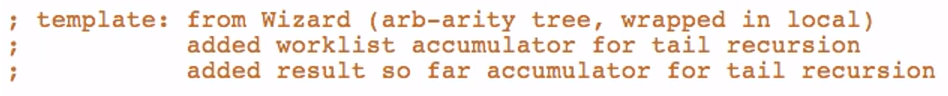 ; template: from Wizard (arb-arity tree, wrapped in local)
;           added worklist accumulator for tail recursion
;           added result so far accumulator for tail recursion